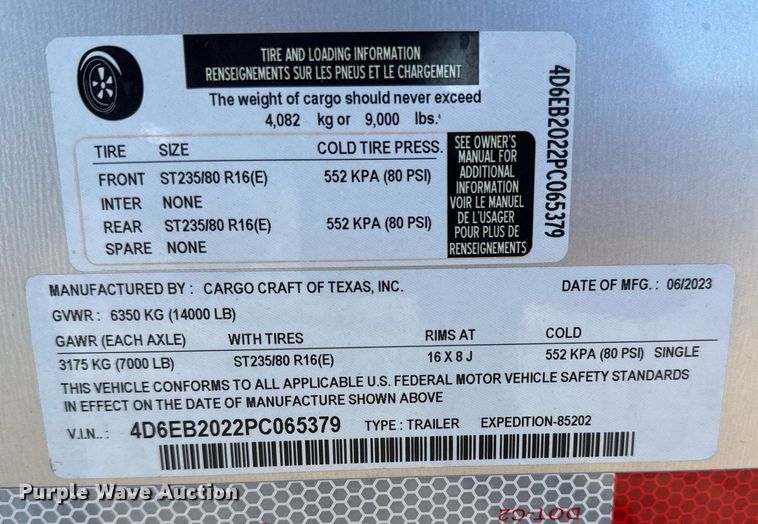 TIRE AND LOADING INFORMATION
RENSEIGNEMENTS SUR LES PNEUS ET LE CHARGEMENT
The weight of cargo should never exceed
4,082 kg or 9,000 lbs.
TIRE SIZE COLD TIRE PRESS.
FRONT ST235/80 R16(E) 552 KPA (80 PSI)
INTER NONE
REAR ST235/80 R16(E) 552 KPA (80 PSI)
SPARE NONE
SEE OWNER'S
MANUAL FOR
ADDITIONAL
INFORMATION
VOIR LE MANUEL
DE L'USAGER
POUR PLUS DE
RENSEIGNEMENTS
4D6EB2022PC065379
MANUFACTURED BY : CARGO CRAFT OF TEXAS, INC. DATE OF MFG. : 06/2023
GVWR : 6350 KG (14000 LB)
GAWR (EACH AXLE) WITH TIRES RIMS AT COLD
3175 KG (7000 LB) ST235/80 R16(E) 16 X 8 J 552 KPA (80 PSI) SINGLE
THIS VEHICLE CONFORMS TO ALL APPLICABLE U.S. FEDERAL MOTOR VEHICLE SAFETY STANDARDS
IN EFFECT ON THE DATE OF MANUFACTURE SHOWN ABOVE
V.I.N.: 4D6EB2022PC065379 TYPE : TRAILER EXPEDITION-85202
Purple Wave Auction
DOT-C2